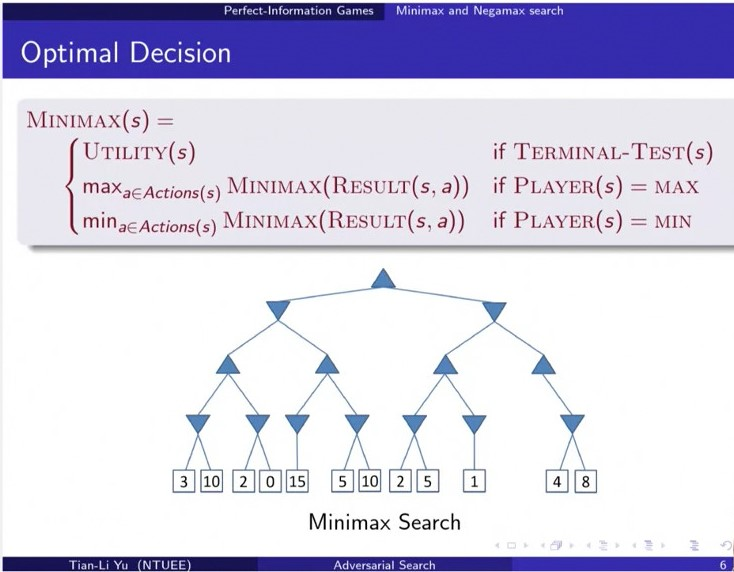 Perfect-Information Games Minimax and Negamax search
Optimal Decision
MINIMAX(s) =
UTILITY(s) if TERMINAL-TEST(s)
max a∈Actions(s) MINIMAX(RESULT(s, a)) if PLAYER(s) = MAX
min a∈Actions(s) MINIMAX(RESULT(s, a)) if PLAYER(s) = MIN
3 10 2 0 15 5 10 2 5 1 4 8
Minimax Search
Tian-Li Yu (NTUEE) Adversarial Search 6